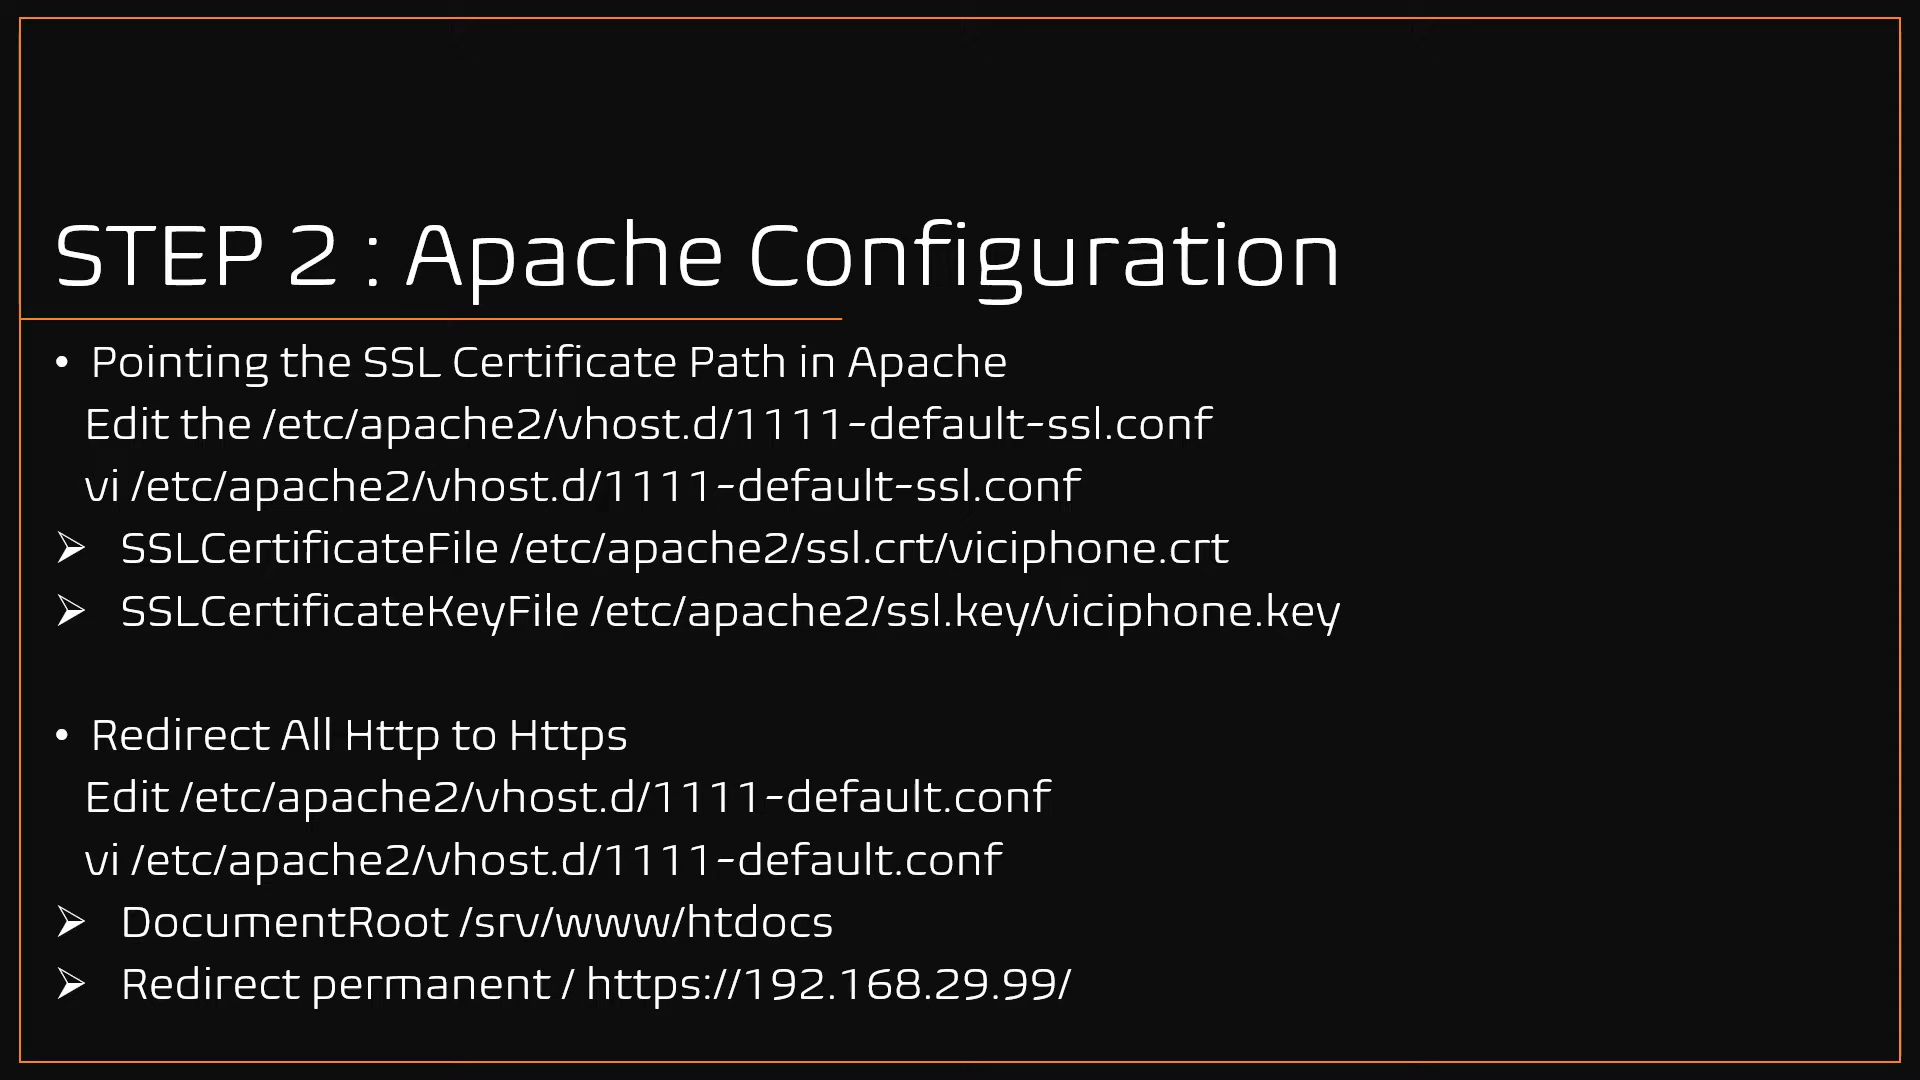 STEP 2 : Apache Configuration
• Pointing the SSL Certificate Path in Apache
Edit the /etc/apache2/vhost.d/1111-default-ssl.conf
vi /etc/apache2/vhost.d/1111-default-ssl.conf
➢ SSLCertificateFile /etc/apache2/ssl.crt/viciphone.crt
➢ SSLCertificateKeyFile /etc/apache2/ssl.key/viciphone.key
• Redirect All Http to Https
Edit /etc/apache2/vhost.d/1111-default.conf
vi /etc/apache2/vhost.d/1111-default.conf
➢ DocumentRoot /srv/www/htdocs
➢ Redirect permanent / https://192.168.29.99/